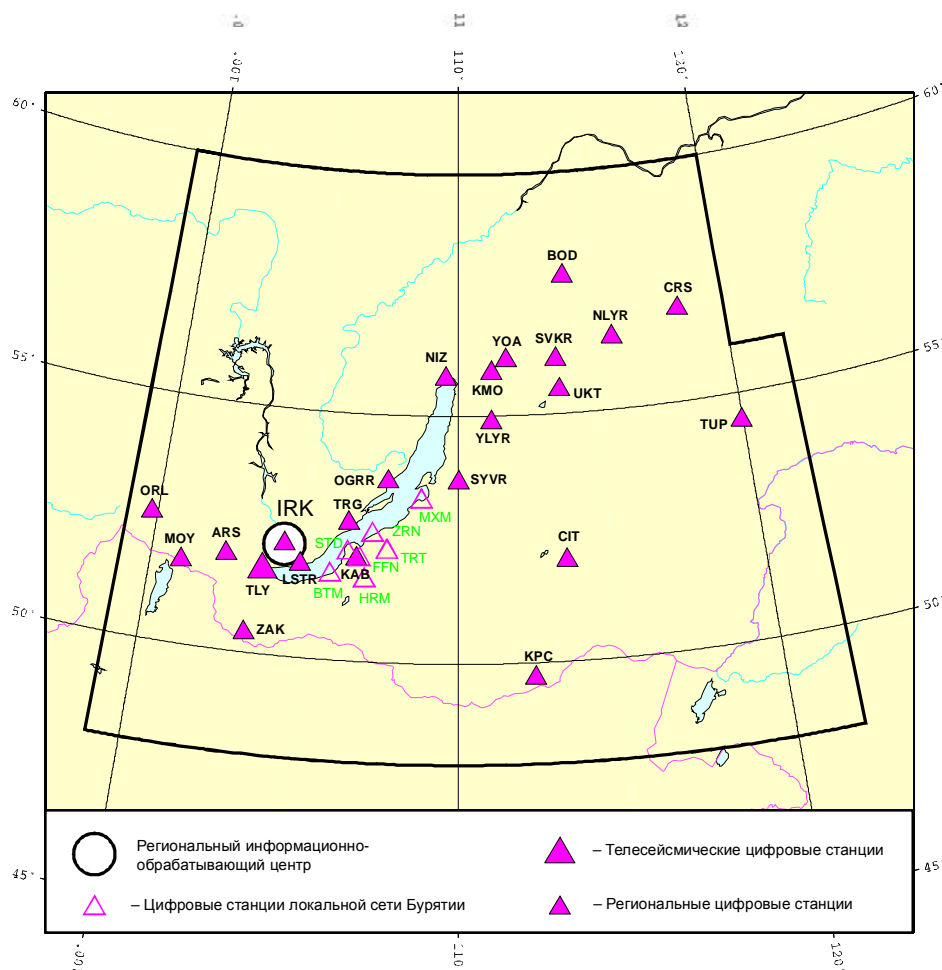 11
100°
110°
120°
60°
60°
BOD
CRS
NLYR
SVKR
YOA
NIZ
55°
55°
KMO
UKT
YLYR
TUP
OGRR
SYVR
ORL
TRG
MXM
IRK
MOY
ARS
STD
ZRN
CIT
TRT
FFN
LSTR
KAB
TLY
BTM
HRM
50°
50°
ZAK
KPC
Региональный информационно-
обрабатывающий центр
– Телесейсмические цифровые станции
45°
45°
– Цифровые станции локальной сети Бурятии
– Региональные цифровые станции
100°
110°
120°